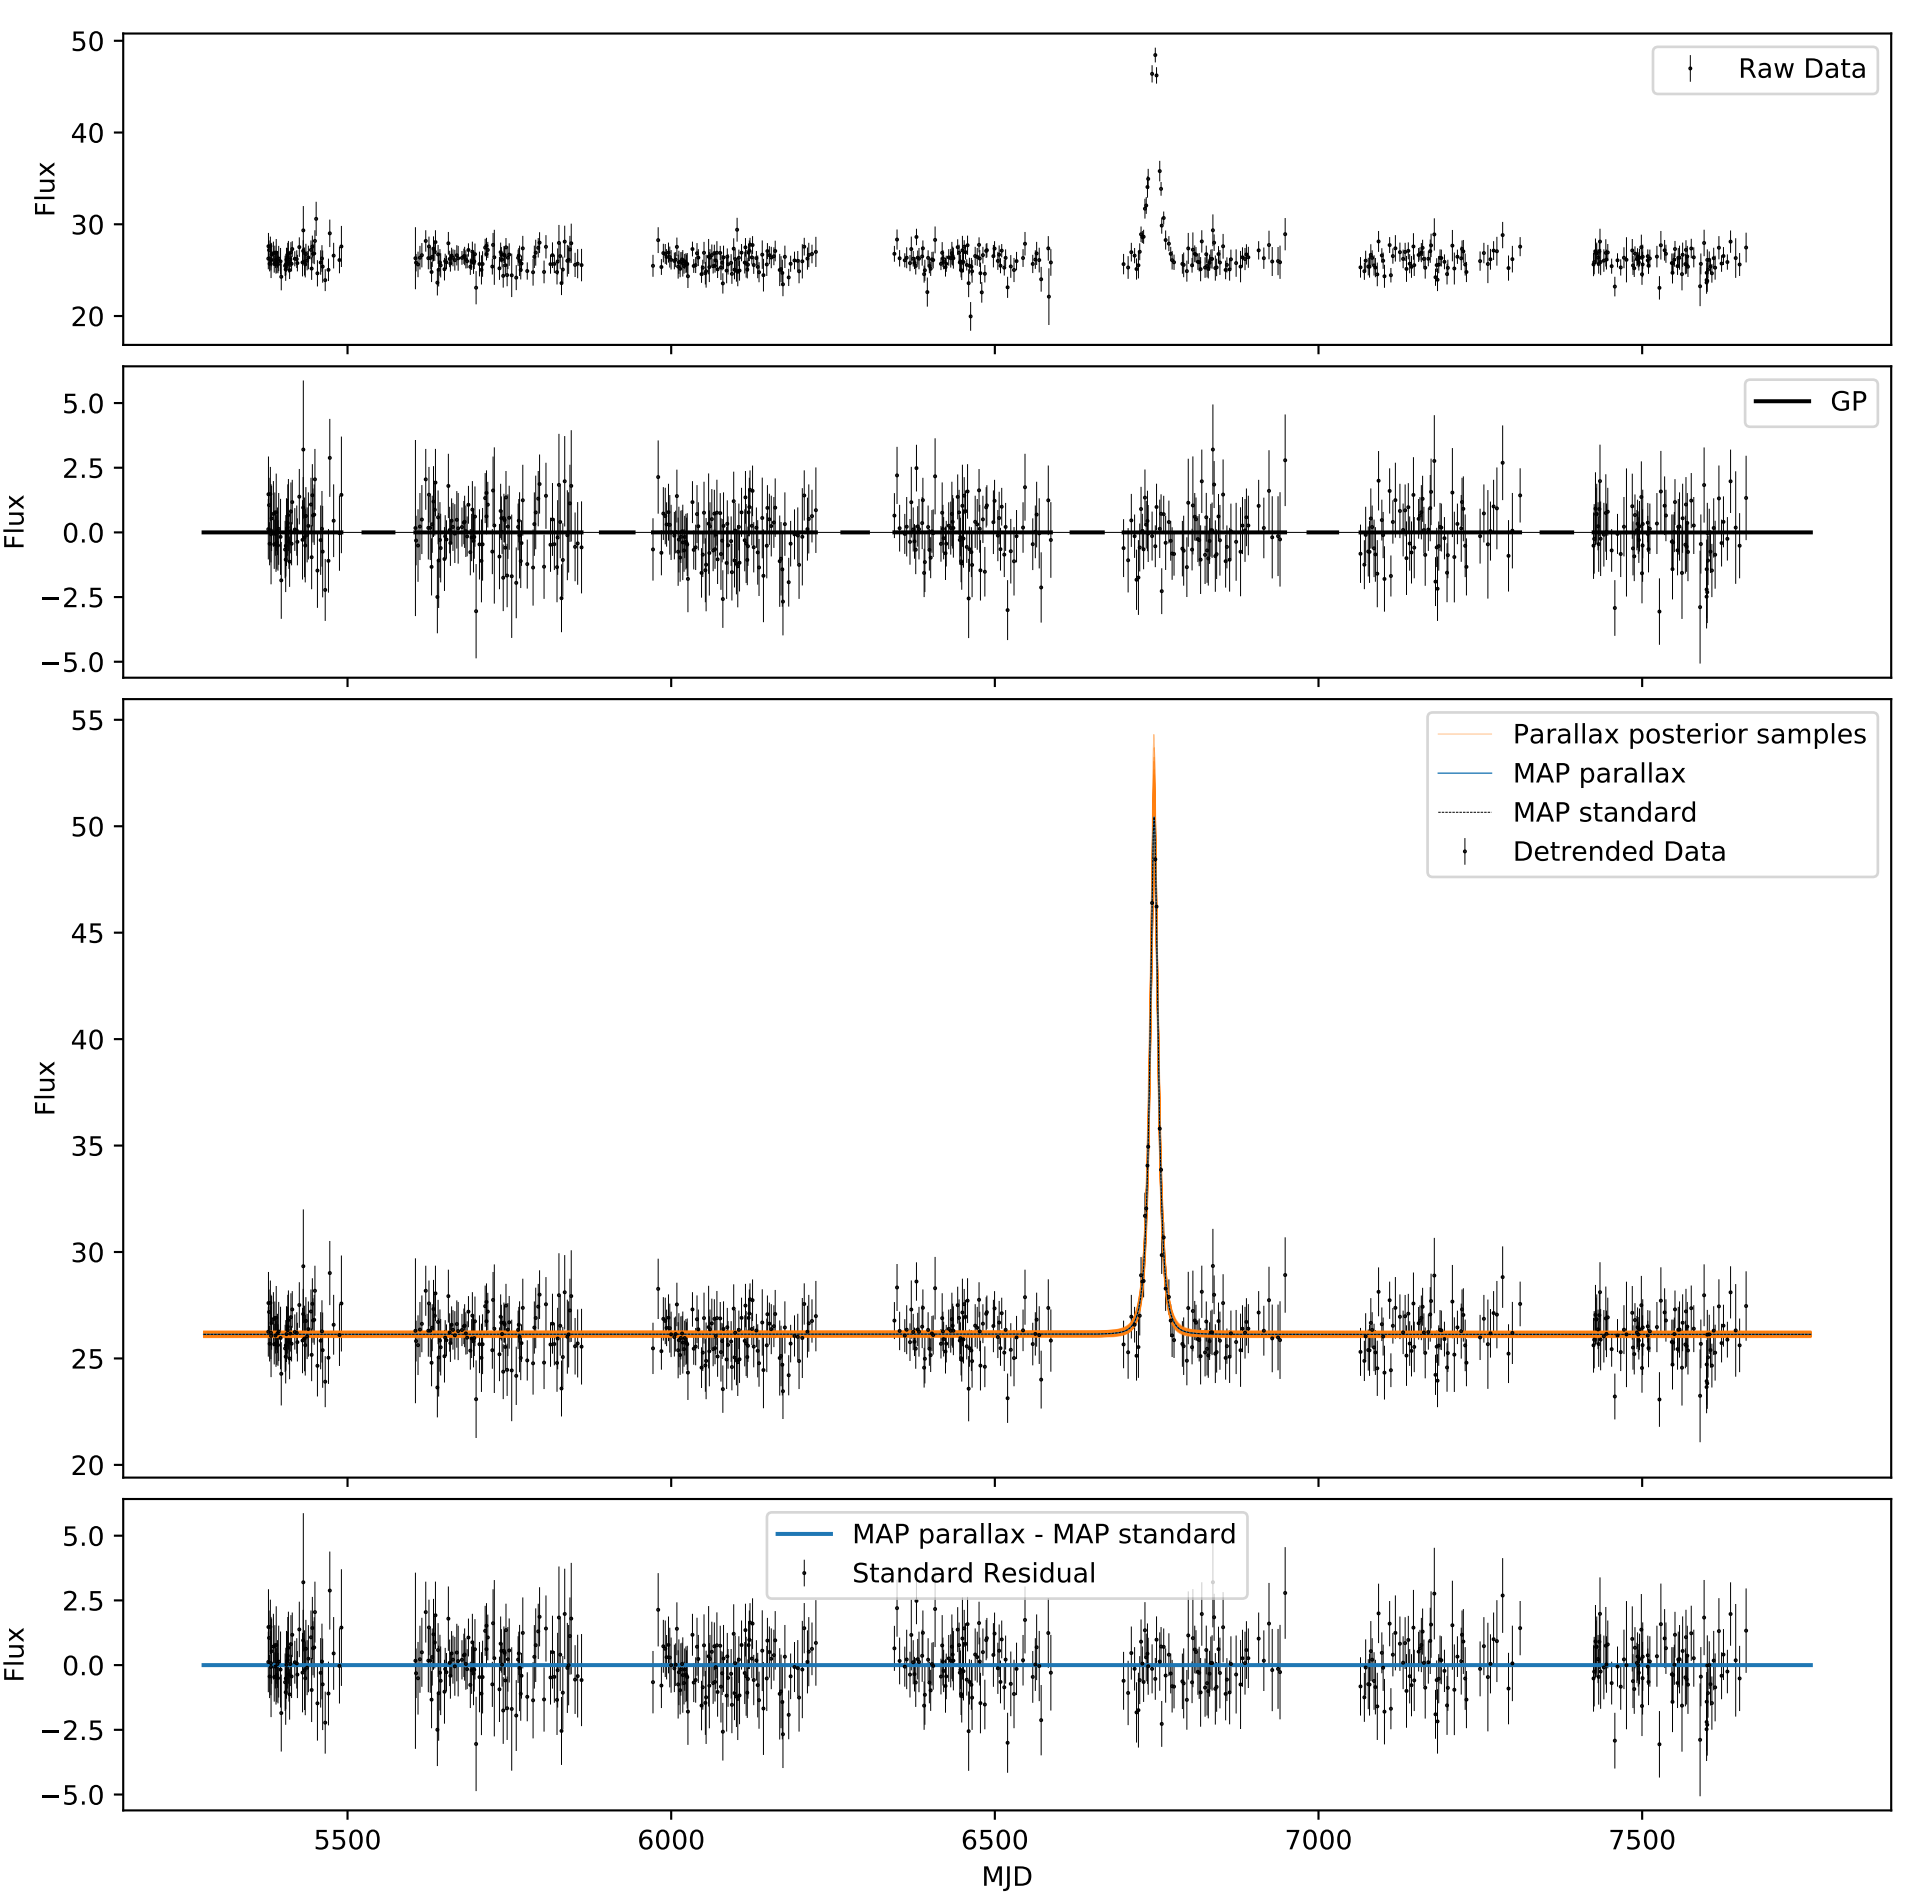 50
40
30
20
Flux
Raw Data
5.0
2.5
0.0
−2.5
−5.0
Flux
GP
55
50
45
40
35
30
25
20
Flux
Parallax posterior samples
MAP parallax
MAP standard
Detrended Data
5.0
2.5
0.0
−2.5
−5.0
Flux
MAP parallax - MAP standard
Standard Residual
5500 6000 6500 7000 7500
MJD